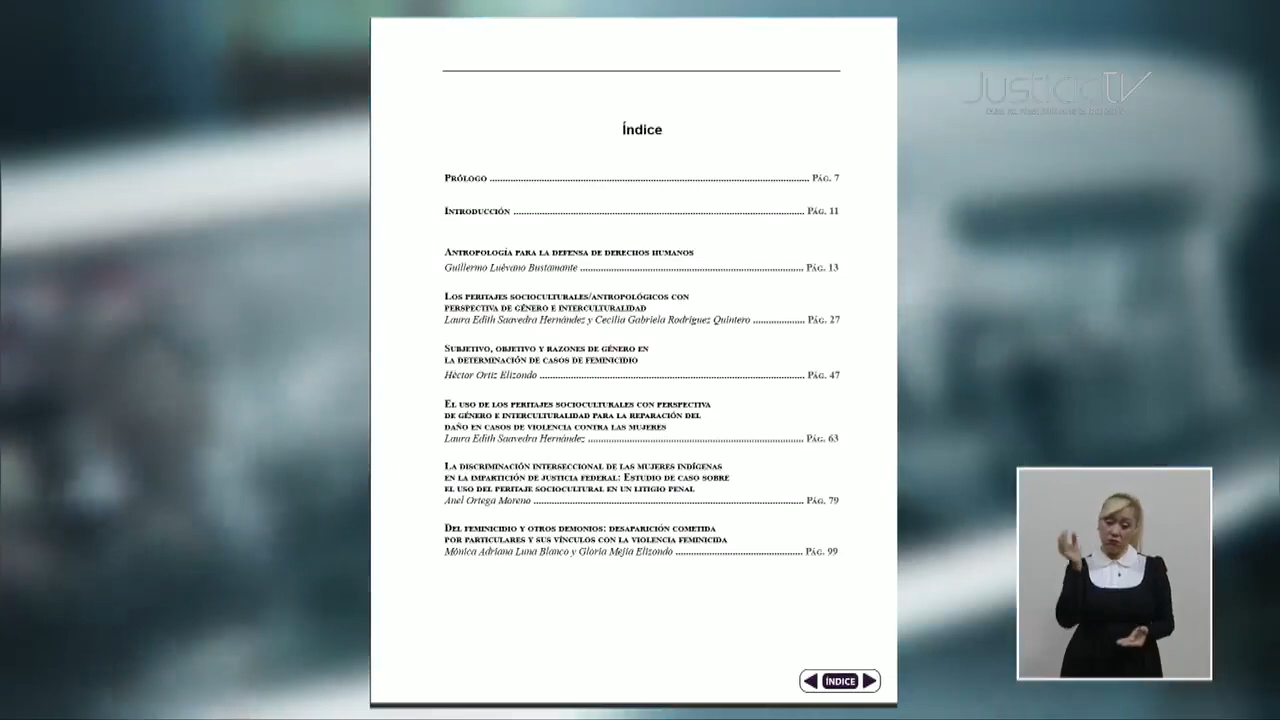 JusticiaTV
Índice
PRÓLOGO ........ PÁG. 7
INTRODUCCIÓN ........ PÁG. 11
ANTROPOLOGÍA PARA LA DEFENSA DE DERECHOS HUMANOS
Guillermo Luévano Bustamante ........ PÁG. 13
LOS PERITAJES SOCIOCULTURALES/ANTROPOLÓGICOS CON
PERSPECTIVA DE GÉNERO E INTERCULTURALIDAD
Laura Edith Saavedra Hernández y Cecilia Gabriela Rodríguez Quintero ........ PÁG. 27
SUBJETIVO, OBJETIVO Y RAZONES DE GÉNERO EN
LA DETERMINACIÓN DE CASOS DE FEMINICIDIO
Héctor Ortiz Elizondo ........ PÁG. 47
EL USO DE LOS PERITAJES SOCIOCULTURALES CON PERSPECTIVA
DE GÉNERO E INTERCULTURALIDAD PARA LA REPARACIÓN DEL
DAÑO EN CASOS DE VIOLENCIA CONTRA LAS MUJERES
Laura Edith Saavedra Hernández ........ PÁG. 63
LA DISCRIMINACIÓN INTERSECCIONAL DE LAS MUJERES INDÍGENAS
EN LA IMPARTICIÓN DE JUSTICIA FEDERAL: ESTUDIO DE CASO SOBRE
EL USO DEL PERITAJE SOCIOCULTURAL EN UN LITIGIO PENAL
Anel Ortega Moreno ........ PÁG. 79
DEL FEMINICIDIO Y OTROS DEMONIOS: DESAPARICIÓN COMETIDA
POR PARTICULARES Y SUS VÍNCULOS CON LA VIOLENCIA FEMINICIDA
Mónica Adriana Luna Blanco y Gloria Mejía Elizondo ........ PÁG. 99
ÍNDICE